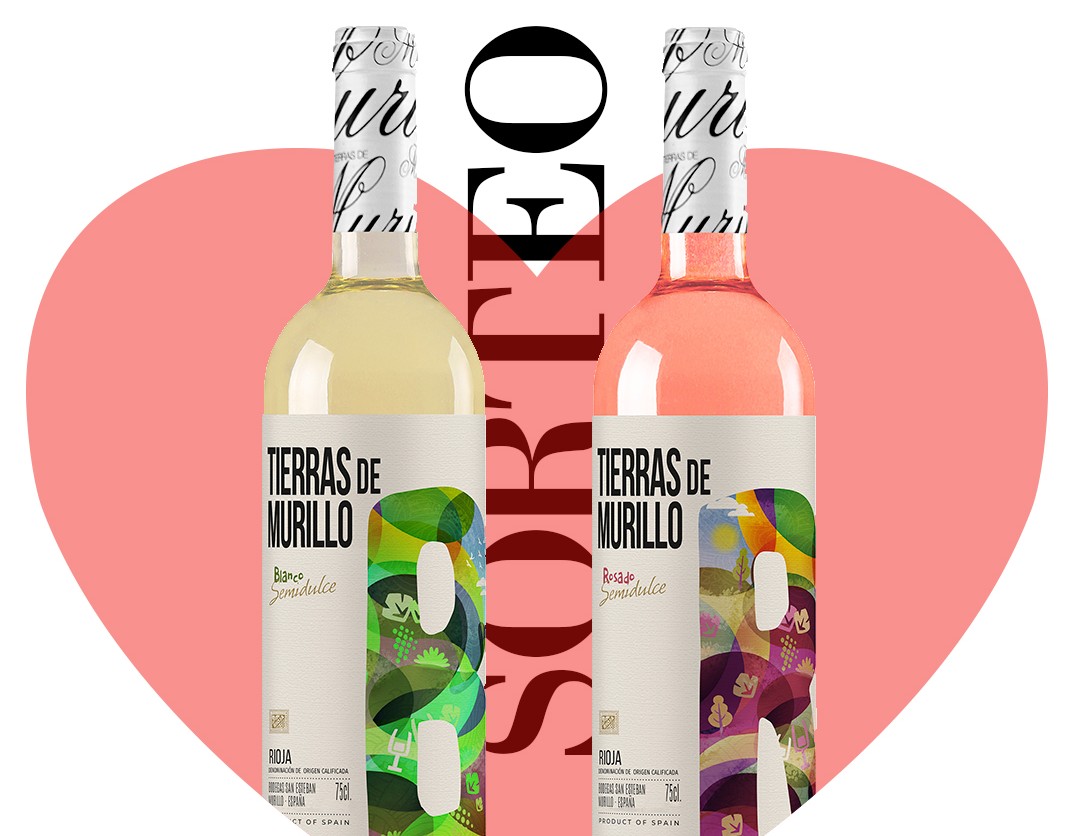 SORTEO
TIERRAS DE
MURILLO
Blanco
Semidulce
RIOJA
DENOMINACIÓN DE ORIGEN CALIFICADA
BODEGAS SAN ESTEBAN
MURILLO - ESPAÑA
75cl.
PRODUCT OF SPAIN
TIERRAS DE
MURILLO
Rosado
Semidulce
RIOJA
DENOMINACIÓN DE ORIGEN CALIFICADA
BODEGAS SAN ESTEBAN
MURILLO - ESPAÑA
75cl.
PRODUCT OF SPAIN